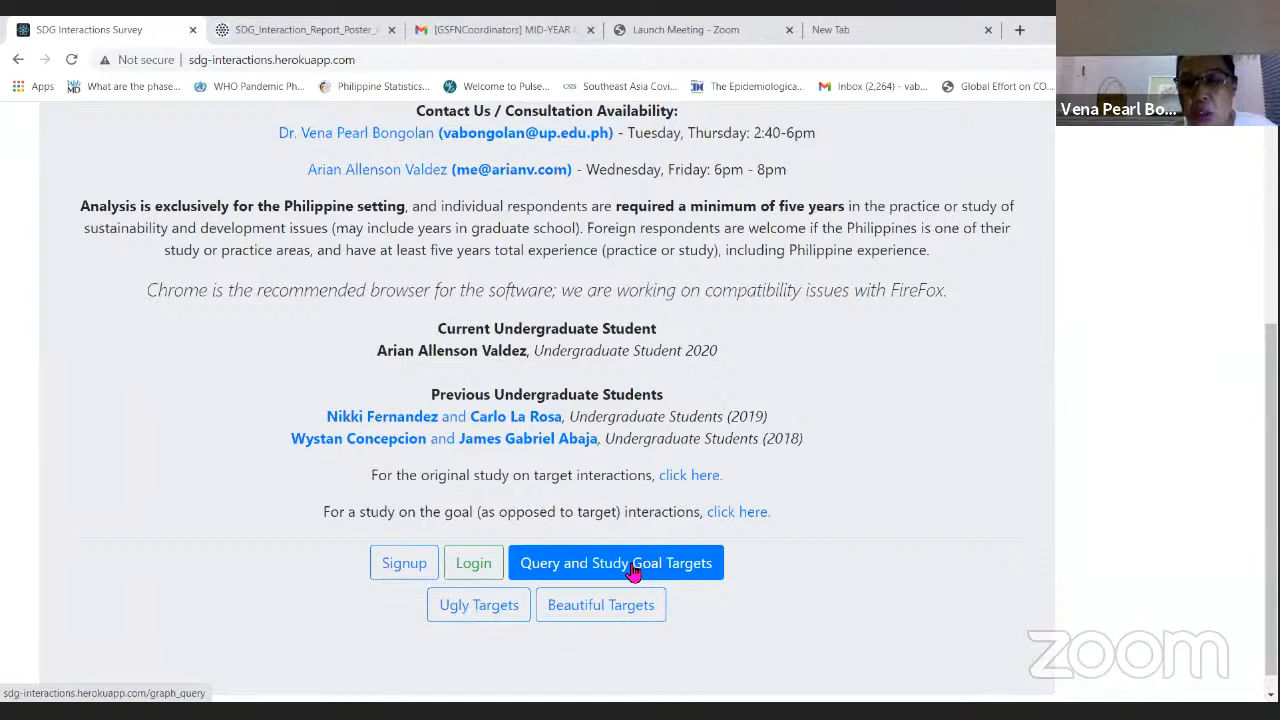 SDG Interactions Survey
SDG_Interaction_Report_Poster_
[GSFNCoordinators] MID-YEAR
Launch Meeting - Zoom
New Tab
Not secure | sdg-interactions.herokuapp.com
Apps
What are the phase...
WHO Pandemic Ph...
Philippine Statistics...
Welcome to Pulse...
Southeast Asia Covi...
The Epidemiologica...
Inbox (2,264) - vab...
Global Effort on CO...
Vena Pearl Bo...
Contact Us / Consultation Availability:
Dr. Vena Pearl Bongolan (vabongolan@up.edu.ph) - Tuesday, Thursday: 2:40-6pm
Arian Allenson Valdez (me@arianv.com) - Wednesday, Friday: 6pm - 8pm
Analysis is exclusively for the Philippine setting, and individual respondents are required a minimum of five years in the practice or study of
sustainability and development issues (may include years in graduate school). Foreign respondents are welcome if the Philippines is one of their
study or practice areas, and have at least five years total experience (practice or study), including Philippine experience.
Chrome is the recommended browser for the software; we are working on compatibility issues with FireFox.
Current Undergraduate Student
Arian Allenson Valdez, Undergraduate Student 2020
Previous Undergraduate Students
Nikki Fernandez and Carlo La Rosa, Undergraduate Students (2019)
Wystan Concepcion and James Gabriel Abaja, Undergraduate Students (2018)
For the original study on target interactions, click here.
For a study on the goal (as opposed to target) interactions, click here.
Signup
Login
Query and Study Goal Targets
Ugly Targets
Beautiful Targets
zoom
sdg-interactions.herokuapp.com/graph_query